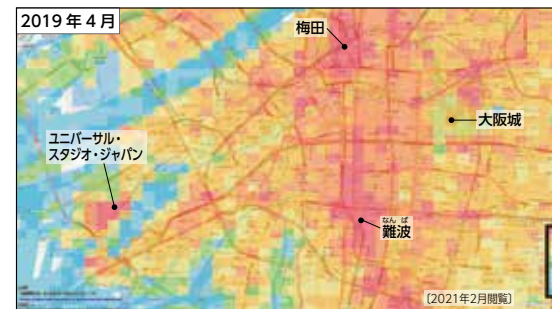 2019年4月
梅田
大阪城
ユニバーサル・
スタジオ・ジャパン
なんば
難波
〔2021年2月閲覧〕